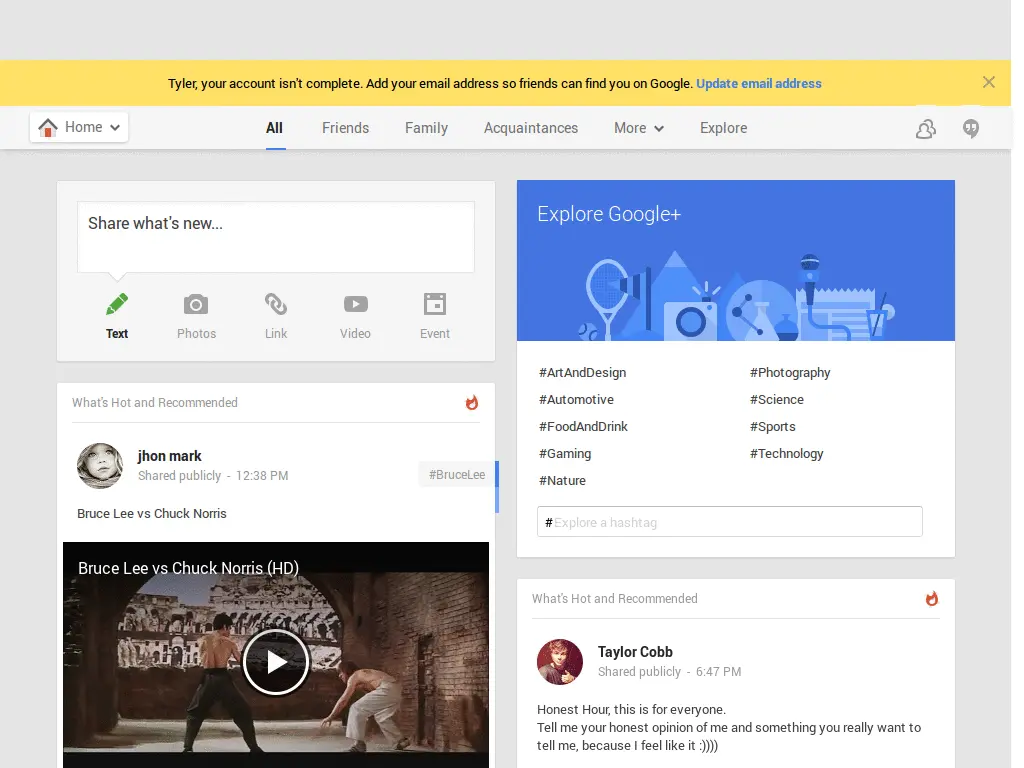 Tyler, your account isn't complete. Add your email address so friends can find you on Google. Update email address
Home
All
Friends
Family
Acquaintances
More
Explore
Share what's new...
Text
Photos
Link
Video
Event
What's Hot and Recommended
jhon mark
Shared publicly - 12:38 PM
#BruceLee
Bruce Lee vs Chuck Norris
Bruce Lee vs Chuck Norris (HD)
Explore Google+
#ArtAndDesign
#Automotive
#FoodAndDrink
#Gaming
#Nature
#Photography
#Science
#Sports
#Technology
# Explore a hashtag
What's Hot and Recommended
Taylor Cobb
Shared publicly - 6:47 PM
Honest Hour, this is for everyone.
Tell me your honest opinion of me and something you really want to
tell me, because I feel like it :))))